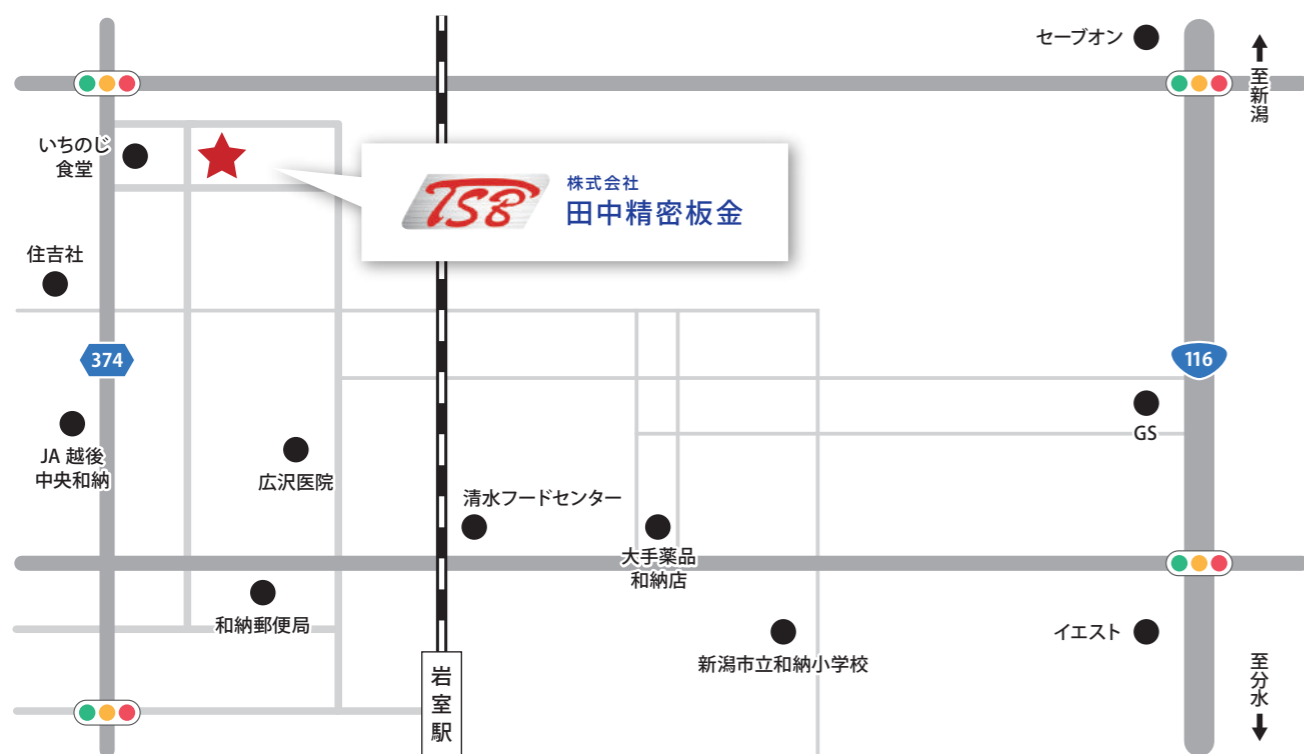 セーブオン
至新潟
いちのじ
食堂
TSB
株式会社
田中精密板金
住吉社
374
116
JA 越後
中央和納
GS
広沢医院
清水フードセンター
大手薬品
和納店
和納郵便局
イエスト
新潟市立和納小学校
岩室駅
至分水